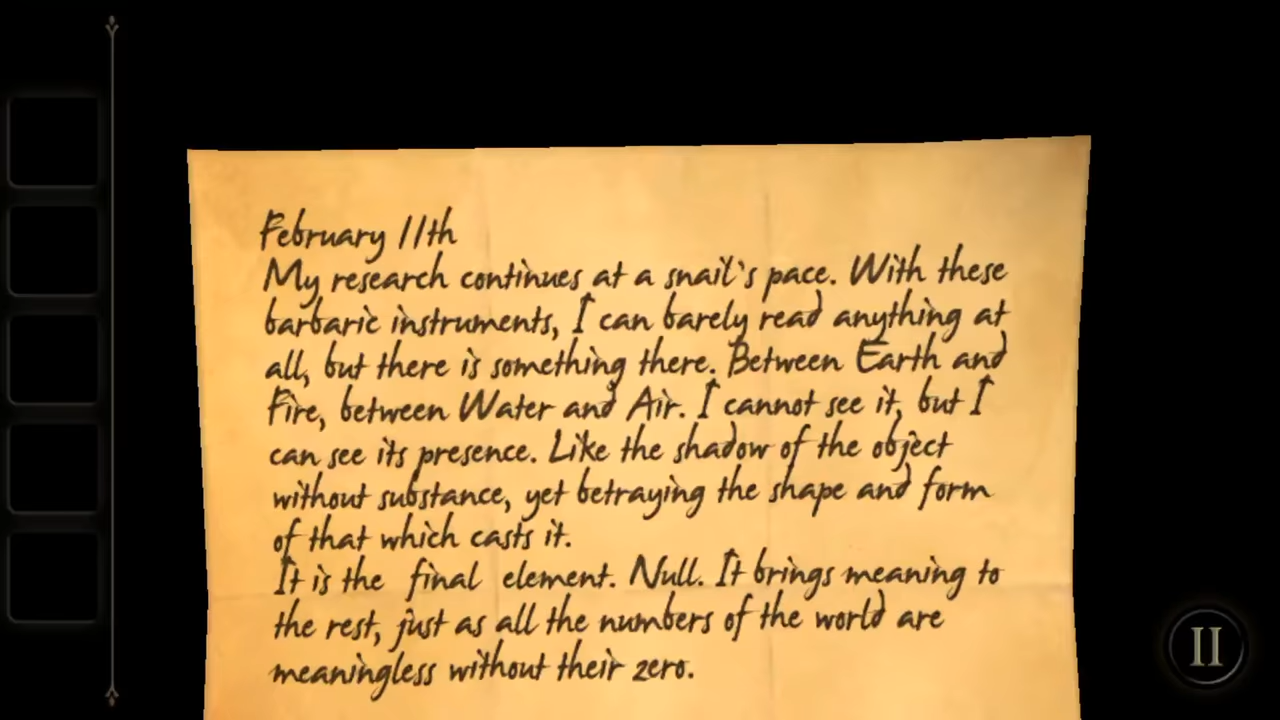 February 11th
My research continues at a snail's pace. With these
barbaric instruments, I can barely read anything at
all, but there is something there. Between Earth and
Fire, between Water and Air. I cannot see it, but I
can see its presence. Like the shadow of the object
without substance, yet betraying the shape and form
of that which casts it.
It is the final element. Null. It brings meaning to
the rest, just as all the numbers of the world are
meaningless without their zero.
II